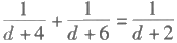 1/(d+4) + 1/(d+6) = 1/(d+2)